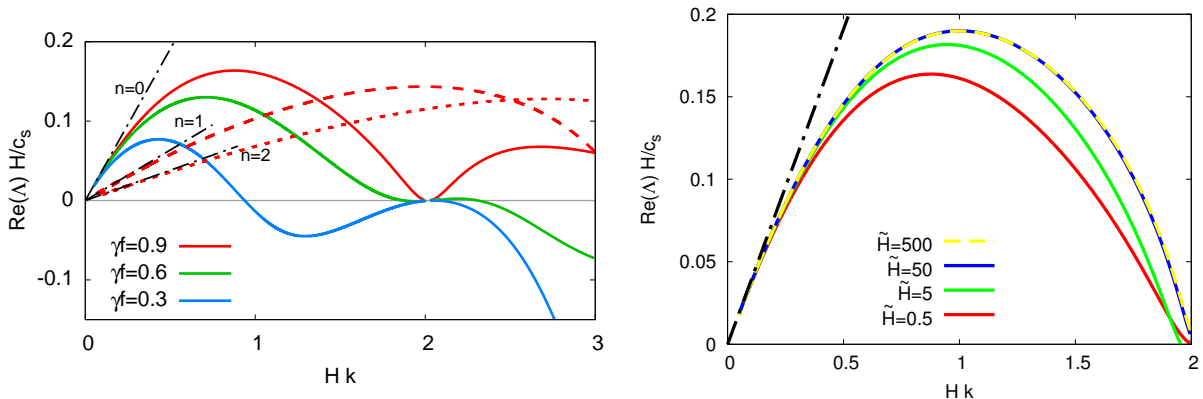 0.2
0.1
0
-0.1
Re(Λ) H/cs
n=0
n=1
n=2
γf=0.9
γf=0.6
γf=0.3
0 1 2 3
H k
0.2
0.15
0.1
0.05
0
Re(Λ) H/cs
H̃=500
H̃=50
H̃=5
H̃=0.5
0 0.5 1 1.5 2
H k